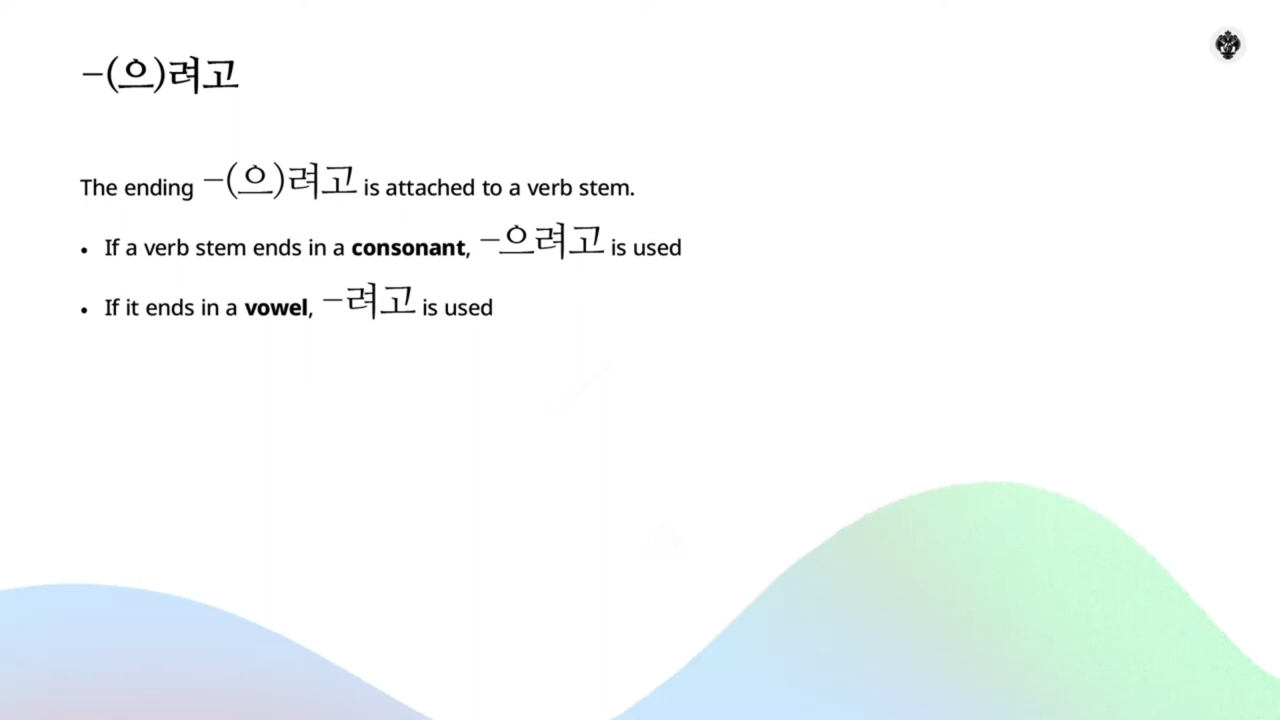 -(으)려고
The ending -(으)려고 is attached to a verb stem.
• If a verb stem ends in a consonant, -으려고 is used
• If it ends in a vowel, -려고 is used